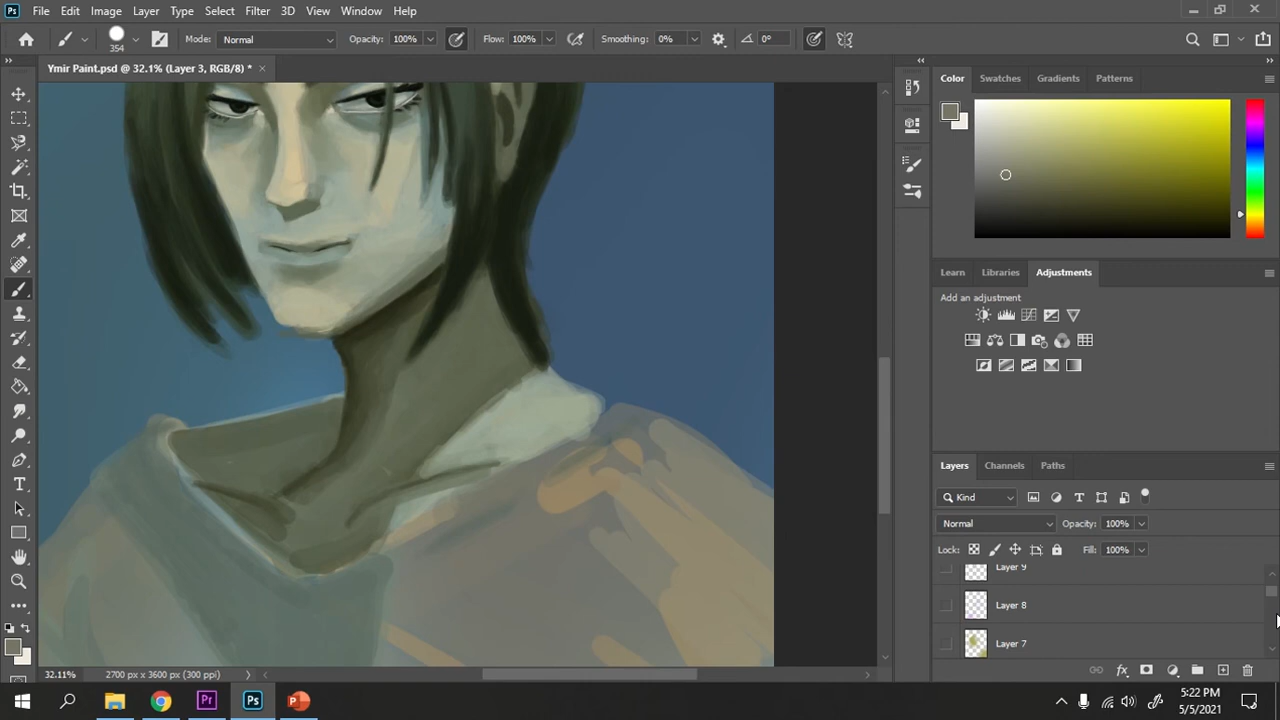 Ps File Edit Image Layer Type Select Filter 3D View Window Help
354 Mode: Normal Opacity: 100% Flow: 100% Smoothing: 0% 0°
Ymir Paint.psd @ 32.1% (Layer 3, RGB/8) *
Color Swatches Gradients Patterns
Learn Libraries Adjustments
Add an adjustment
Layers Channels Paths
Kind
Normal Opacity: 100%
Lock: Fill: 100%
Layer 9
Layer 8
Layer 7
32.11% 2700 px x 3600 px (300 ppi)
Pr Ps P
5:22 PM
5/5/2021